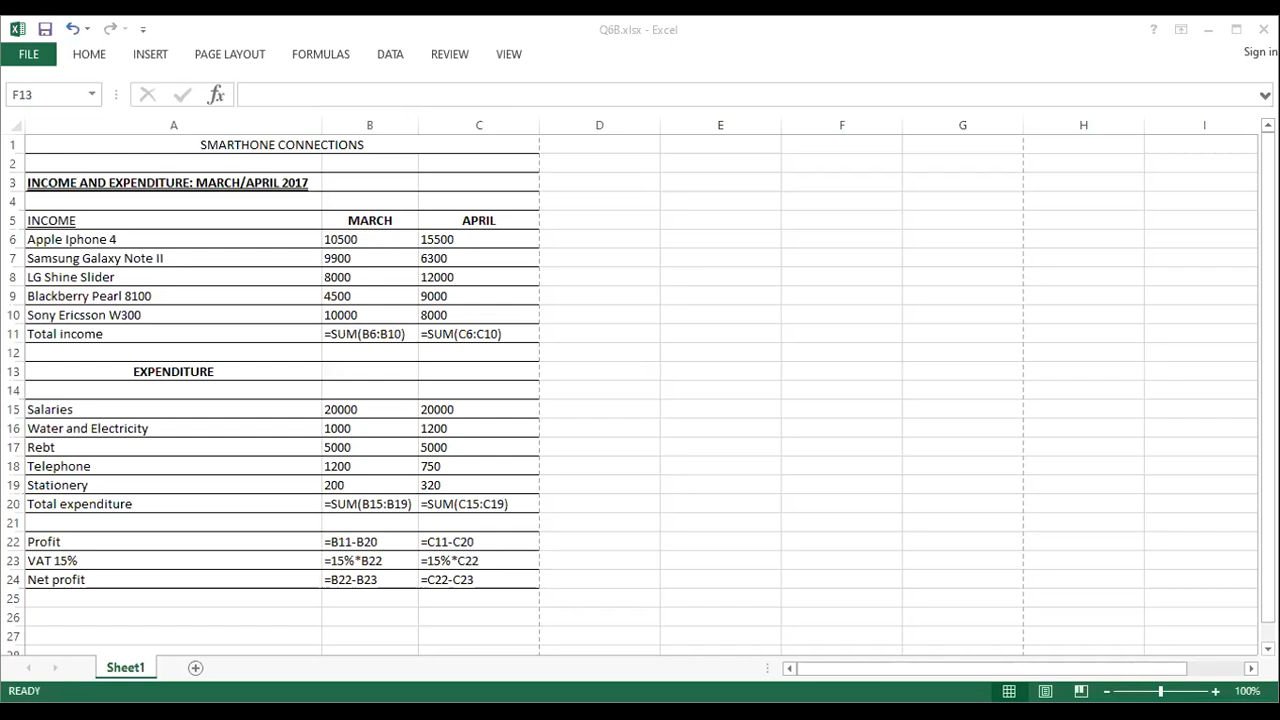 Q6B.xlsx - Excel
?
FILE HOME INSERT PAGE LAYOUT FORMULAS DATA REVIEW VIEW
Sign in
F13 fx
A B C D E F G H I
1 SMARTHONE CONNECTIONS
2
3 INCOME AND EXPENDITURE: MARCH/APRIL 2017
4
5 INCOME MARCH APRIL
6 Apple Iphone 4 10500 15500
7 Samsung Galaxy Note II 9900 6300
8 LG Shine Slider 8000 12000
9 Blackberry Pearl 8100 4500 9000
10 Sony Ericsson W300 10000 8000
11 Total income =SUM(B6:B10) =SUM(C6:C10)
12
13 EXPENDITURE
14
15 Salaries 20000 20000
16 Water and Electricity 1000 1200
17 Rebt 5000 5000
18 Telephone 1200 750
19 Stationery 200 320
20 Total expenditure =SUM(B15:B19) =SUM(C15:C19)
21
22 Profit =B11-B20 =C11-C20
23 VAT 15% =15%*B22 =15%*C22
24 Net profit =B22-B23 =C22-C23
25
26
27
28
Sheet1
READY 100%